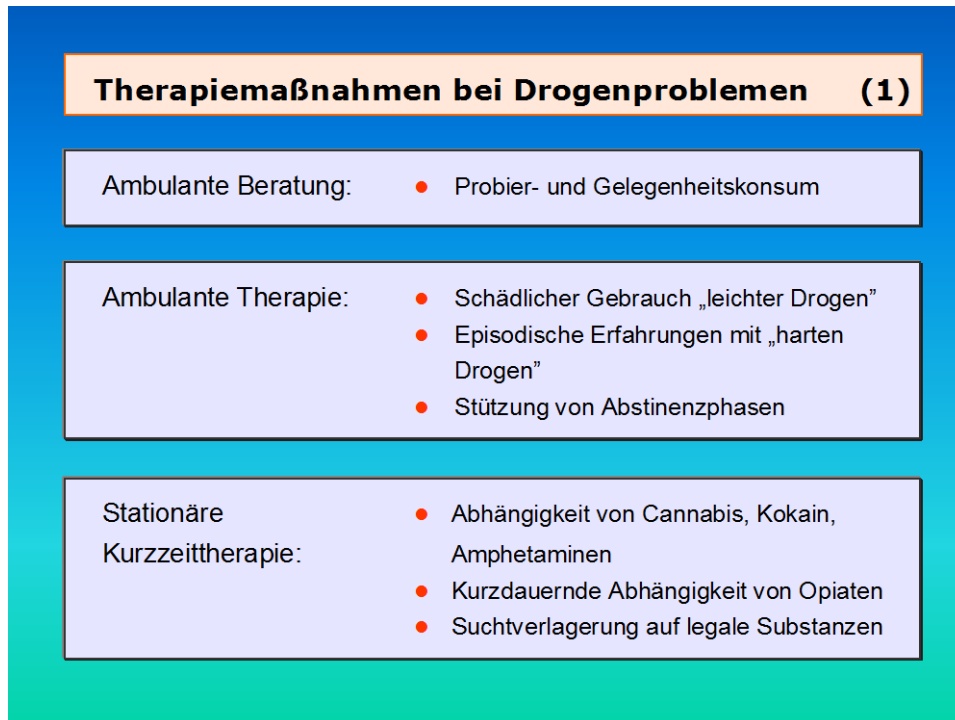 Therapiemaßnahmen bei Drogenproblemen (1)
Ambulante Beratung:
● Probier- und Gelegenheitskonsum
Ambulante Therapie:
● Schädlicher Gebrauch „leichter Drogen”
● Episodische Erfahrungen mit „harten
Drogen”
● Stützung von Abstinenzphasen
Stationäre
Kurzzeittherapie:
● Abhängigkeit von Cannabis, Kokain,
Amphetaminen
● Kurzdauernde Abhängigkeit von Opiaten
● Suchtverlagerung auf legale Substanzen